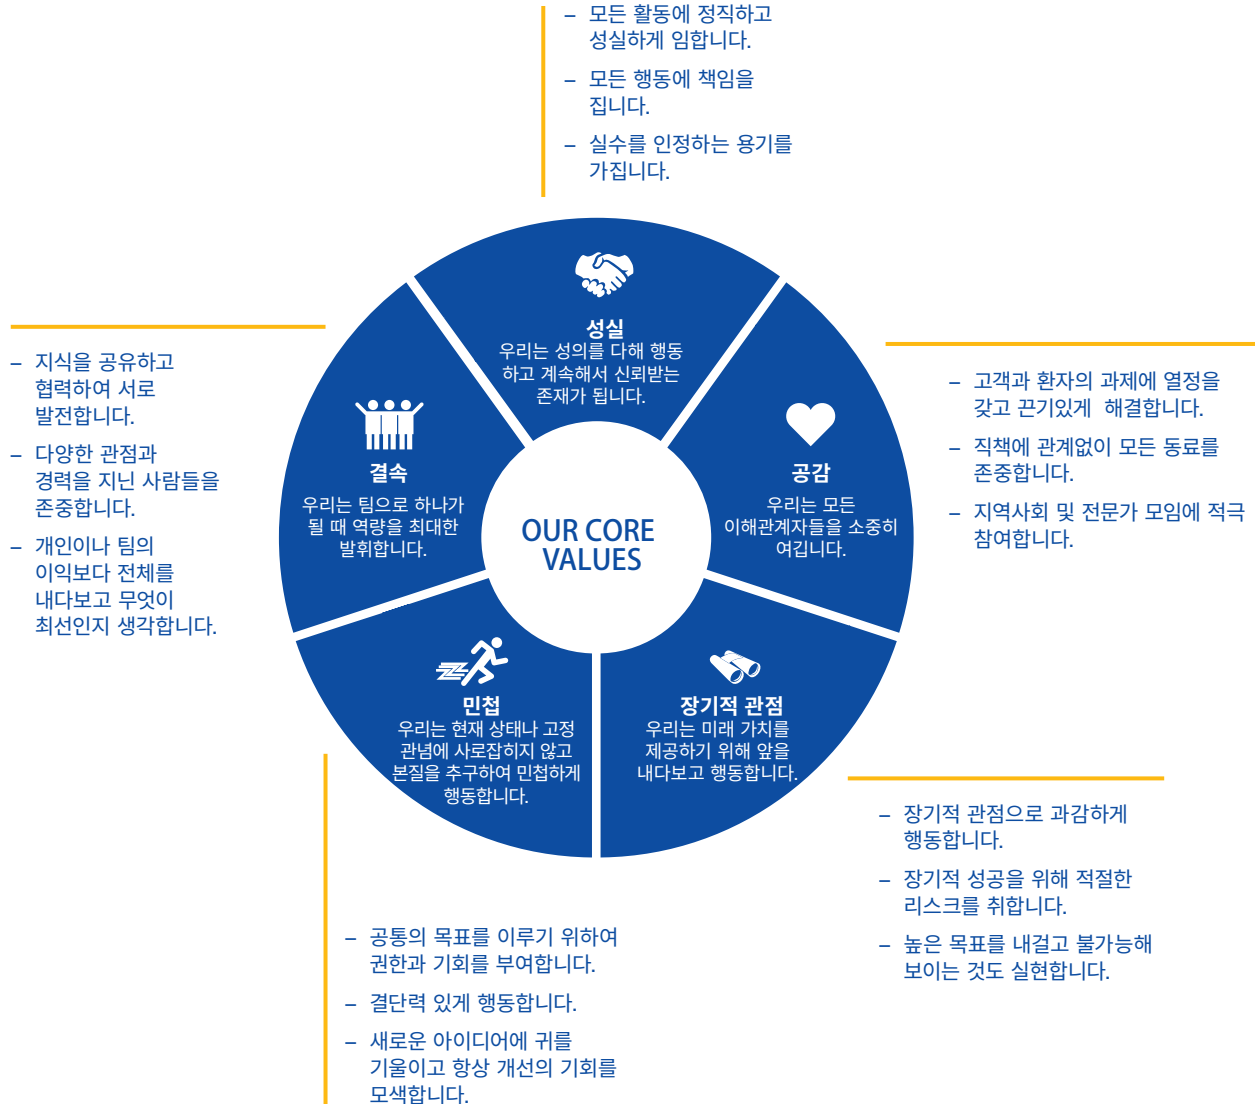 – 모든 활동에 정직하고
성실하게 임합니다.
– 모든 행동에 책임을
집니다.
– 실수를 인정하는 용기를
가집니다.
성실
우리는 성의를 다해 행동
하고 계속해서 신뢰받는
존재가 됩니다.
– 지식을 공유하고
협력하여 서로
발전합니다.
– 다양한 관점과
경력을 지닌 사람들을
존중합니다.
– 개인이나 팀의
이익보다 전체를
내다보고 무엇이
최선인지 생각합니다.
결속
우리는 팀으로 하나가
될 때 역량을 최대한
발휘합니다.
OUR CORE
VALUES
공감
우리는 모든
이해관계자들을 소중히
여깁니다.
– 고객과 환자의 과제에 열정을
갖고 끈기있게 해결합니다.
– 직책에 관계없이 모든 동료를
존중합니다.
– 지역사회 및 전문가 모임에 적극
참여합니다.
민첩
우리는 현재 상태나 고정
관념에 사로잡히지 않고
본질을 추구하여 민첩하게
행동합니다.
장기적 관점
우리는 미래 가치를
제공하기 위해 앞을
내다보고 행동합니다.
– 장기적 관점으로 과감하게
행동합니다.
– 장기적 성공을 위해 적절한
리스크를 취합니다.
– 높은 목표를 내걸고 불가능해
보이는 것도 실현합니다.
– 공통의 목표를 이루기 위하여
권한과 기회를 부여합니다.
– 결단력 있게 행동합니다.
– 새로운 아이디어에 귀를
기울이고 항상 개선의 기회를
모색합니다.